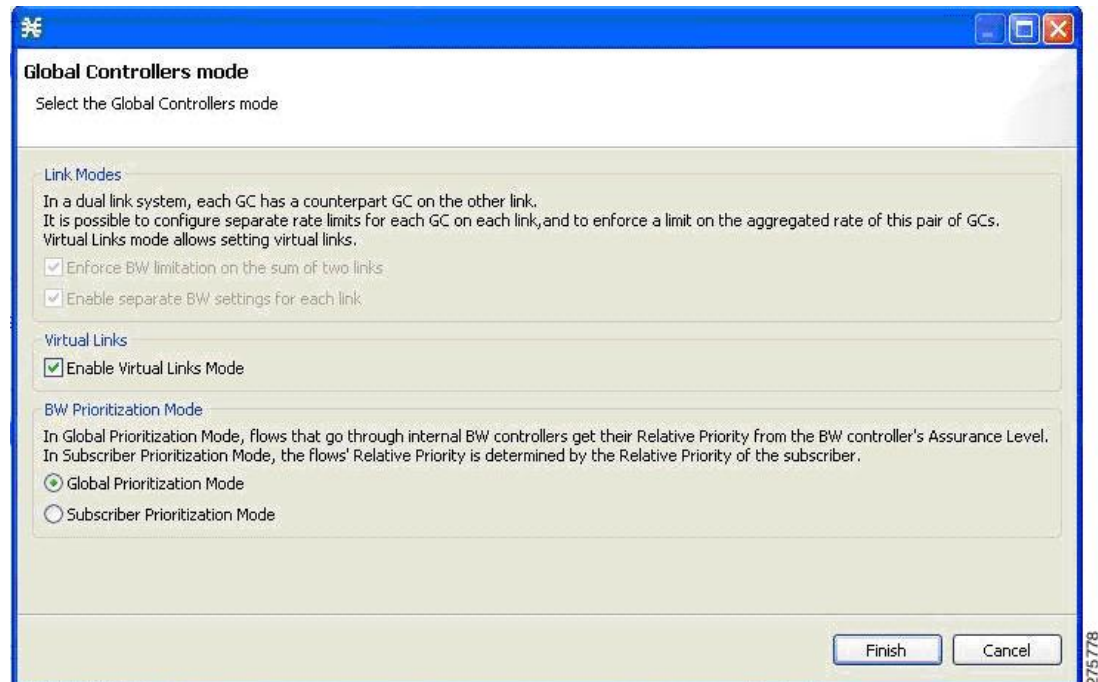 Global Controllers mode
Select the Global Controllers mode
Link Modes
In a dual link system, each GC has a counterpart GC on the other link.
It is possible to configure separate rate limits for each GC on each link,and to enforce a limit on the aggregated rate of this pair of GCs.
Virtual Links mode allows setting virtual links.
Enforce BW limitation on the sum of two links
Enable separate BW settings for each link
Virtual Links
Enable Virtual Links Mode
BW Prioritization Mode
In Global Prioritization Mode, flows that go through internal BW controllers get their Relative Priority from the BW controller's Assurance Level.
In Subscriber Prioritization Mode, the flows' Relative Priority is determined by the Relative Priority of the subscriber.
Global Prioritization Mode
Subscriber Prioritization Mode
Finish
Cancel
275778